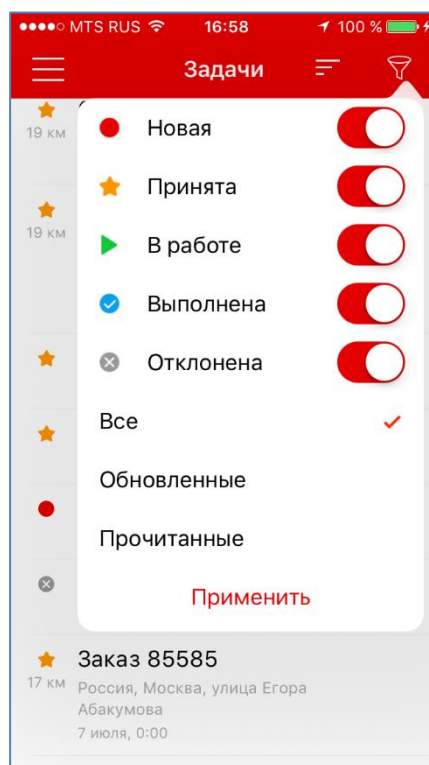 MTS RUS 16:58 100 %
Задачи
19 км
Новая
Принята
19 км
В работе
Выполнена
Отклонена
Все
Обновленные
Прочитанные
Применить
Заказ 85585
17 км
Россия, Москва, улица Егора
Абакумова
7 июля, 0:00